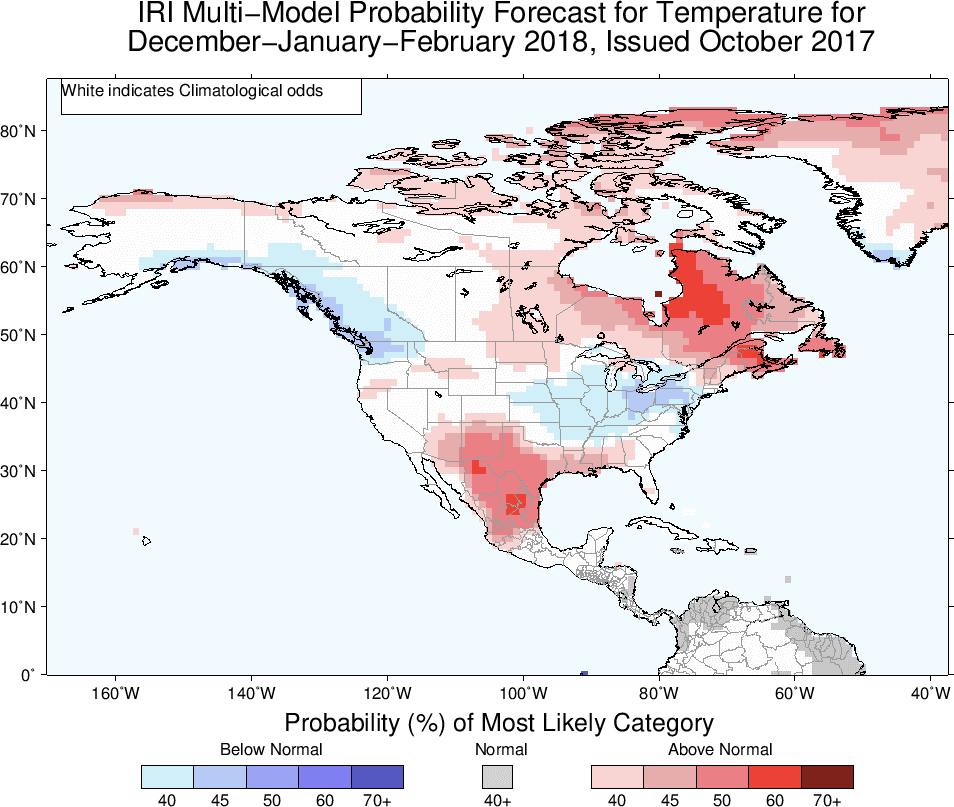 IRI Multi−Model Probability Forecast for Temperature for
December−January−February 2018, Issued October 2017
White indicates Climatological odds
80˚N
70˚N
60˚N
50˚N
40˚N
30˚N
20˚N
10˚N
0˚
160˚W 140˚W 120˚W 100˚W 80˚W 60˚W 40˚W
Probability (%) of Most Likely Category
Below Normal Normal Above Normal
40 45 50 60 70+ 40+ 40 45 50 60 70+